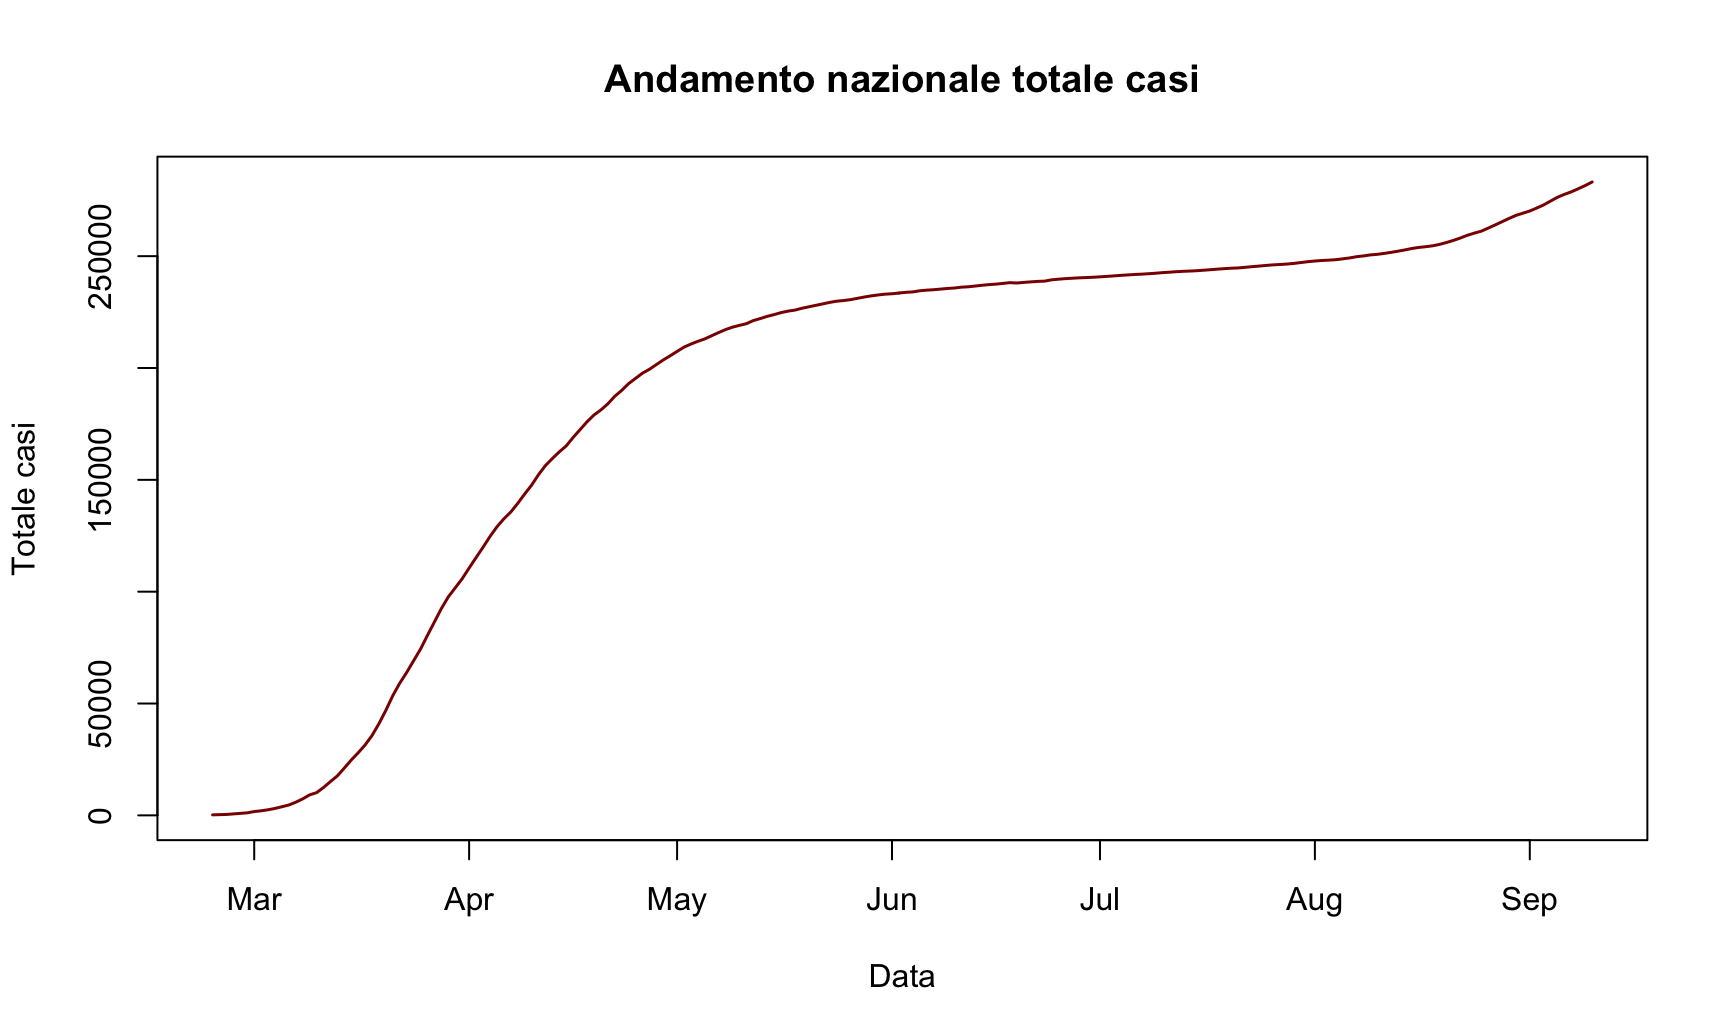 Andamento nazionale totale casi
Totale casi
250000
150000
50000
0
Mar Apr May Jun Jul Aug Sep
Data